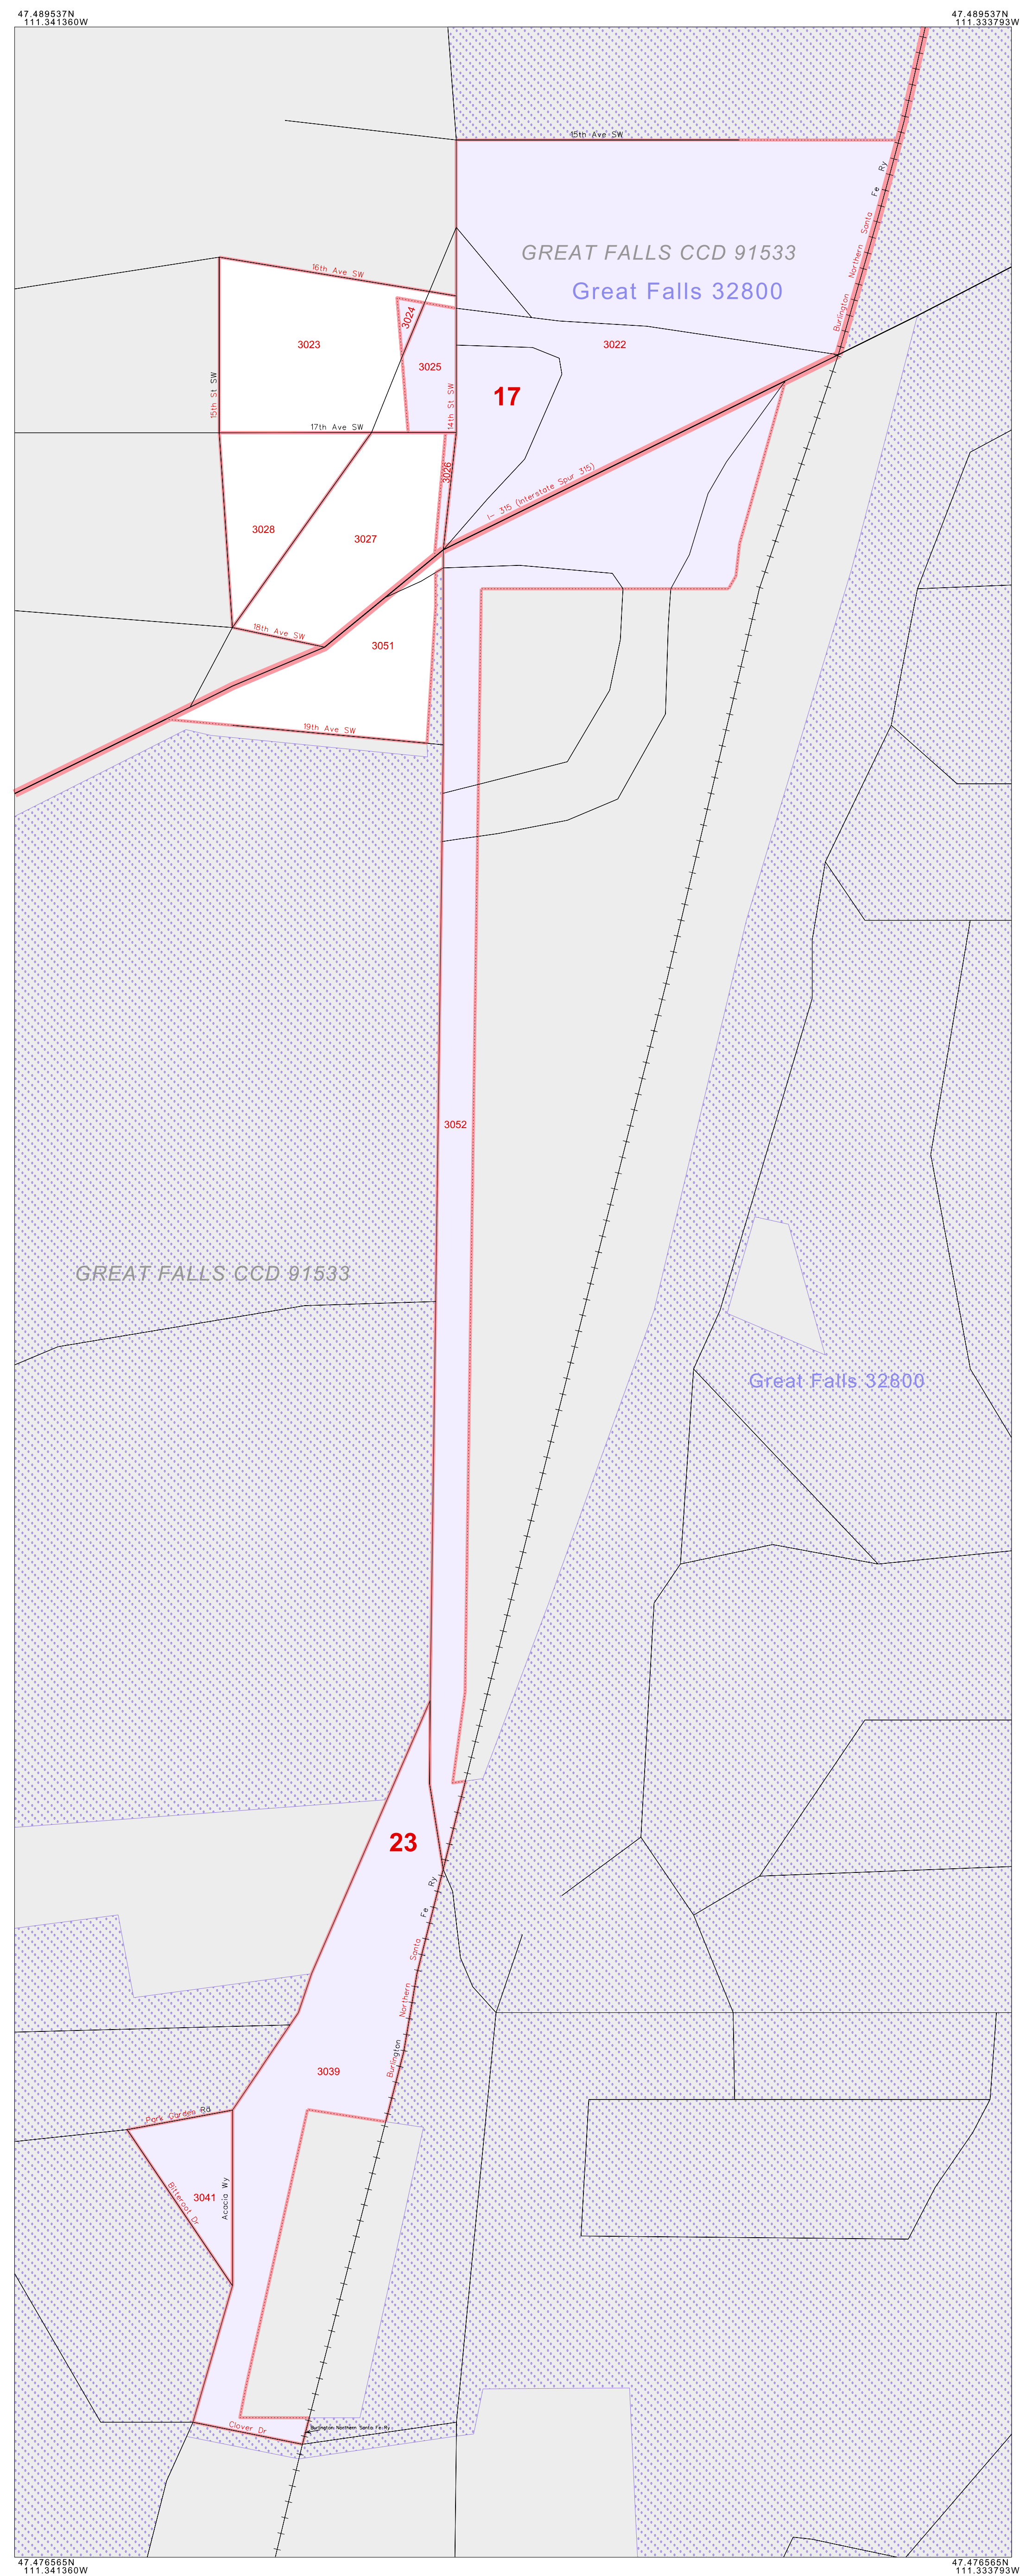 47.489537N
111.341360W
47.489537N
111.333793W
15th Ave SW
Burlington Northern Santa Fe Ry
GREAT FALLS CCD 91533
Great Falls 32800
16th Ave SW
3024
3023
3022
3025
15th St SW
14th St SW
17
17th Ave SW
3026
I- 315 (Interstate Spur 315)
3028
3027
18th Ave SW
3051
19th Ave SW
3052
GREAT FALLS CCD 91533
Great Falls 32800
23
Burlington Northern Santa Fe Ry
3039
Park Garden Rd
Bitteroot Dr
3041
Acacia Wy
Clover Dr
Burlington Northern Santa Fe Ry
47.476565N
111.341360W
47.476565N
111.333793W